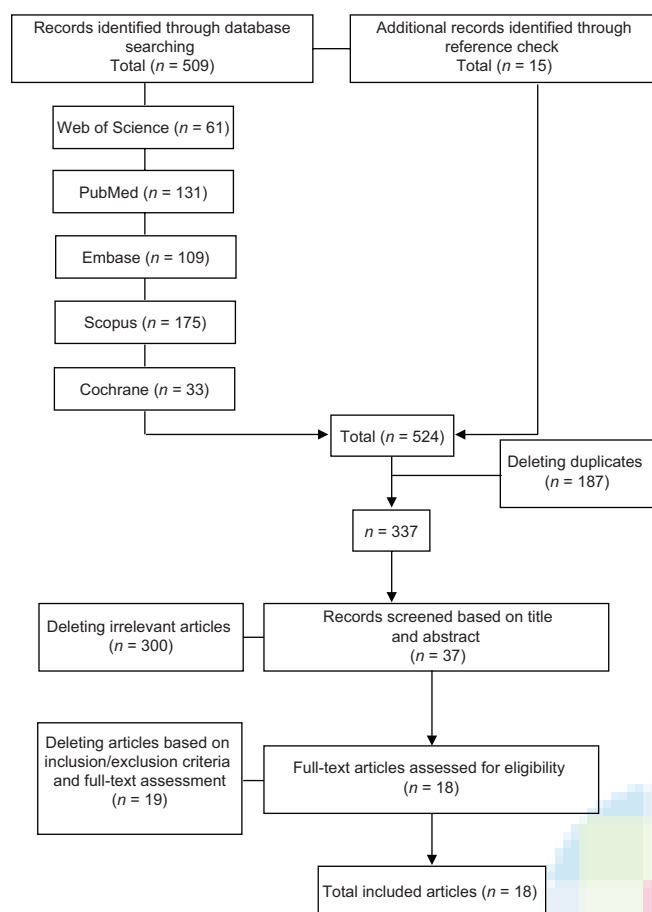 Records identified through database
searching
Total (n = 509)
Additional records identified through
reference check
Total (n = 15)
Web of Science (n = 61)
PubMed (n = 131)
Embase (n = 109)
Scopus (n = 175)
Cochrane (n = 33)
Total (n = 524)
Deleting duplicates
(n = 187)
n = 337
Records screened based on title
and abstract
(n = 37)
Deleting irrelevant articles
(n = 300)
Deleting articles based on
inclusion/exclusion criteria
and full-text assessment
(n = 19)
Full-text articles assessed for eligibility
(n = 18)
Total included articles (n = 18)